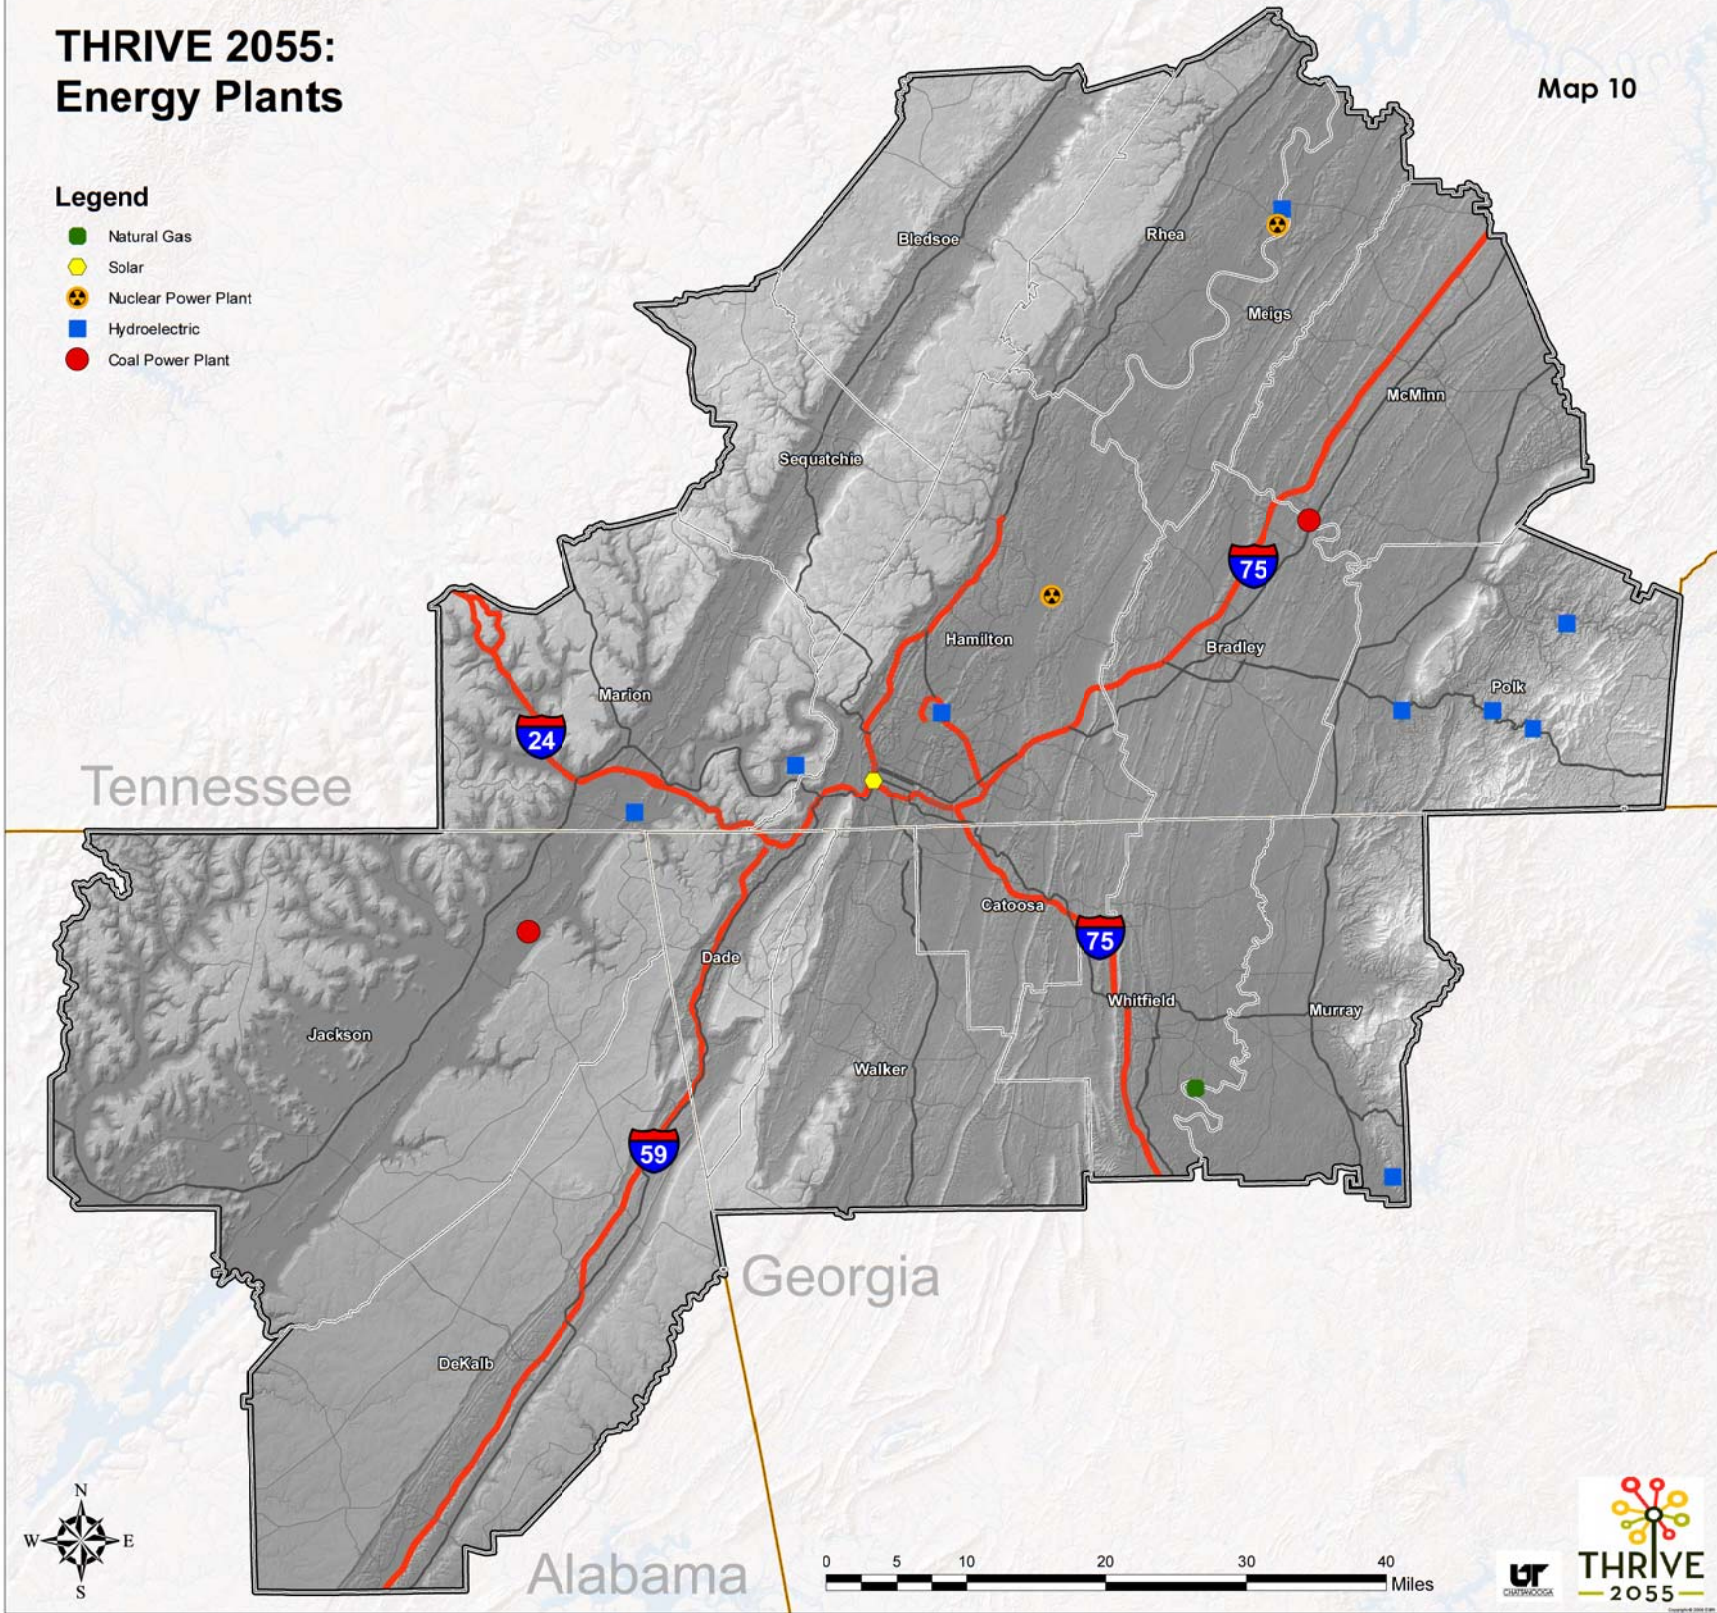 THRIVE 2055:
Energy Plants
Map 10
Legend
Natural Gas
Solar
Nuclear Power Plant
Hydroelectric
Coal Power Plant
Bledsoe
Rhea
Meigs
McMinn
Sequatchie
75
Hamilton
Bradley
Marion
Polk
24
Tennessee
Catoosa
75
Dade
Whitfield
Murray
Jackson
Walker
59
Georgia
DeKalb
N
W
E
S
Alabama
0 5 10 20 30 40
Miles
UT
CHATTANOOGA
THRIVE
2055